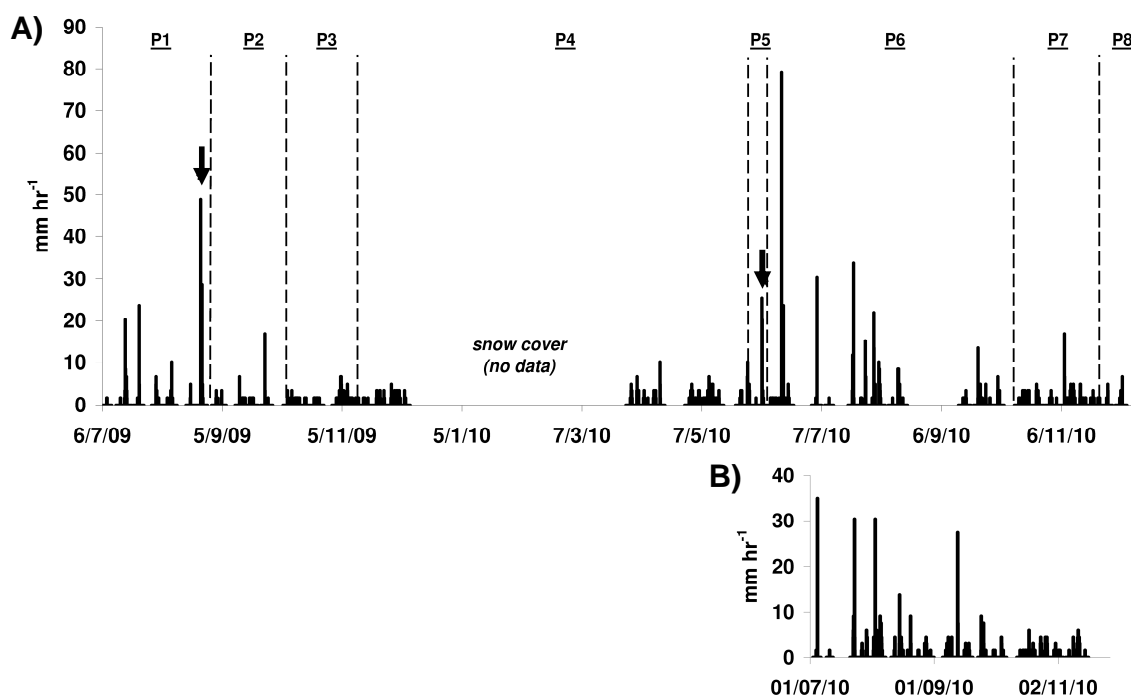 A)
P1 P2 P3 P4 P5 P6 P7 P8
90
80
70
60
50
40
30
20
10
0
mm hr-1
snow cover
(no data)
6/7/09 5/9/09 5/11/09 5/1/10 7/3/10 7/5/10 7/7/10 6/9/10 6/11/10
B)
40
30
20
10
0
mm hr-1
01/07/10 01/09/10 02/11/10